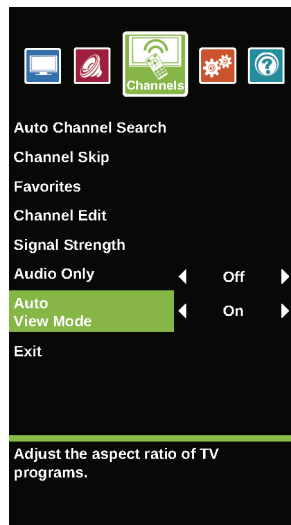 Channels
Auto Channel Search
Channel Skip
Favorites
Channel Edit
Signal Strength
Audio Only Off
Auto
View Mode On
Exit
Adjust the aspect ratio of TV
programs.